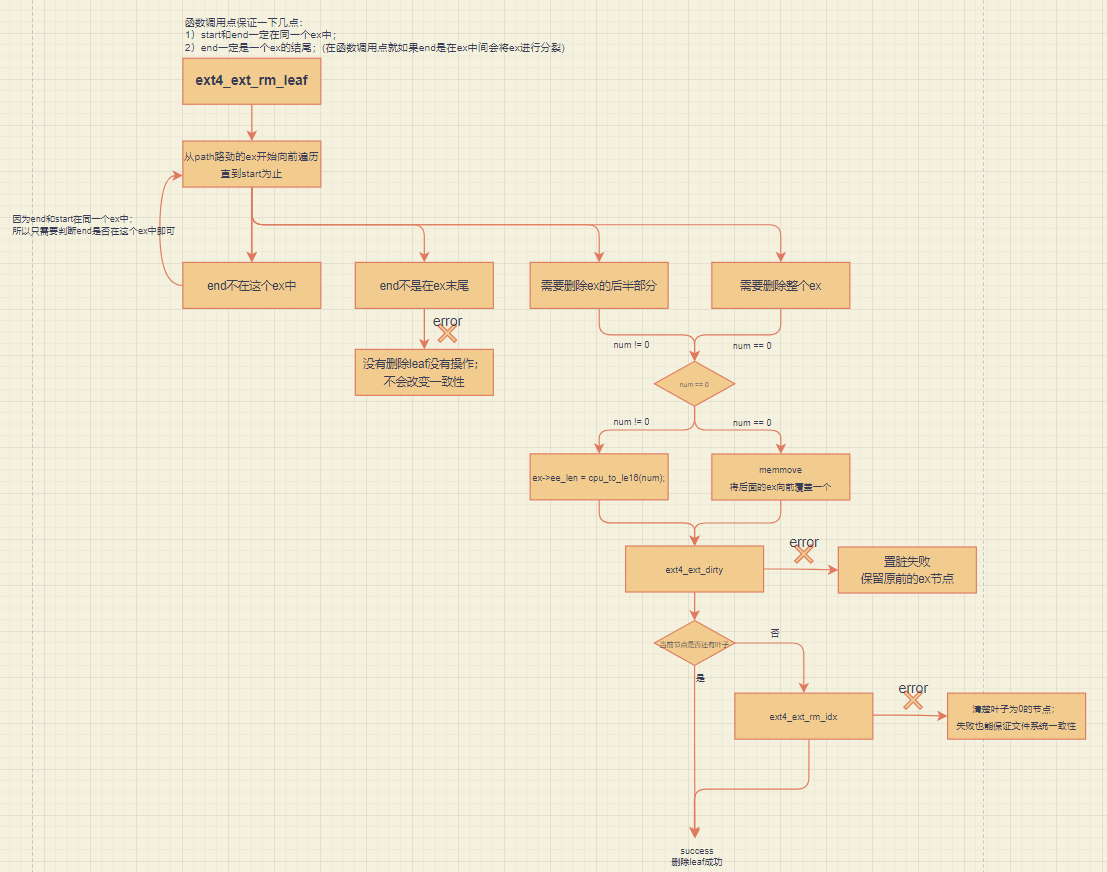 函数调用点保证一下几点：
1）start和end一定在同一个ex中；
2）end一定是一个ex的结尾；(在函数调用点就如果end是在ex中间会将ex进行分裂)
ext4_ext_rm_leaf
从path路劲的ex开始向前遍历
直到start为止
因为end和start在同一个ex中；
所以只需要判断end是否在这个ex中即可
end不在这个ex中
end不是在ex末尾
需要删除ex的后半部分
需要删除整个ex
error
没有删除leaf没有操作；
不会改变一致性
num != 0
num == 0
num == 0
num != 0
num == 0
ex->ee_len = cpu_to_le16(num);
memmove
将后面的ex向前覆盖一个
ext4_ext_dirty
error
置脏失败
保留原前的ex节点
当前节点是否还有叶子
否
是
ext4_ext_rm_idx
error
清楚叶子为0的节点；
失败也能保证文件系统一致性
success
删除leaf成功